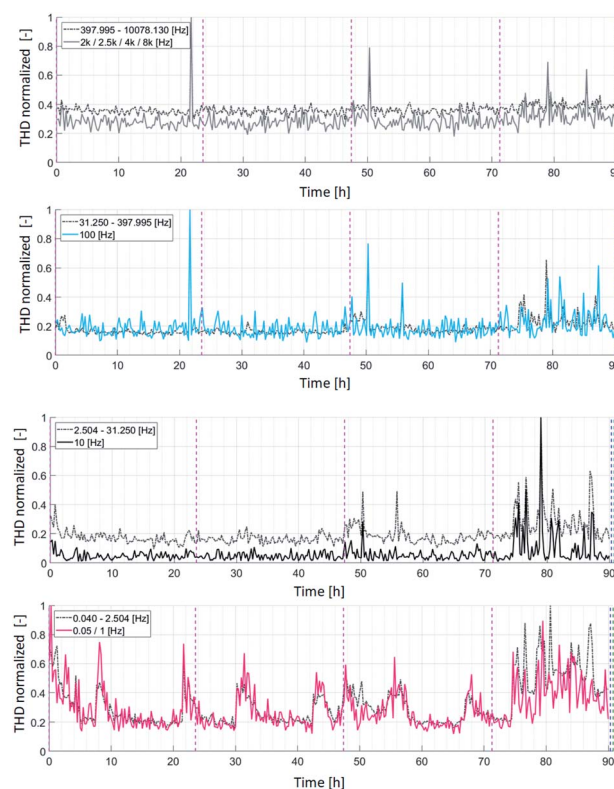 397.995 - 10078.130 [Hz]
2k / 2.5k / 4k / 8k [Hz]
THD normalized [-]
1
0.8
0.6
0.4
0.2
0
0 10 20 30 40 50 60 70 80 90
Time [h]
31.250 - 397.995 [Hz]
100 [Hz]
THD normalized [-]
1
0.8
0.6
0.4
0.2
0
0 10 20 30 40 50 60 70 80 90
Time [h]
2.504 - 31.250 [Hz]
10 [Hz]
THD normalized [-]
1
0.8
0.6
0.4
0.2
0
0 10 20 30 40 50 60 70 80 90
Time [h]
0.040 - 2.504 [Hz]
0.05 / 1 [Hz]
THD normalized [-]
1
0.8
0.6
0.4
0.2
0
0 10 20 30 40 50 60 70 80 90
Time [h]